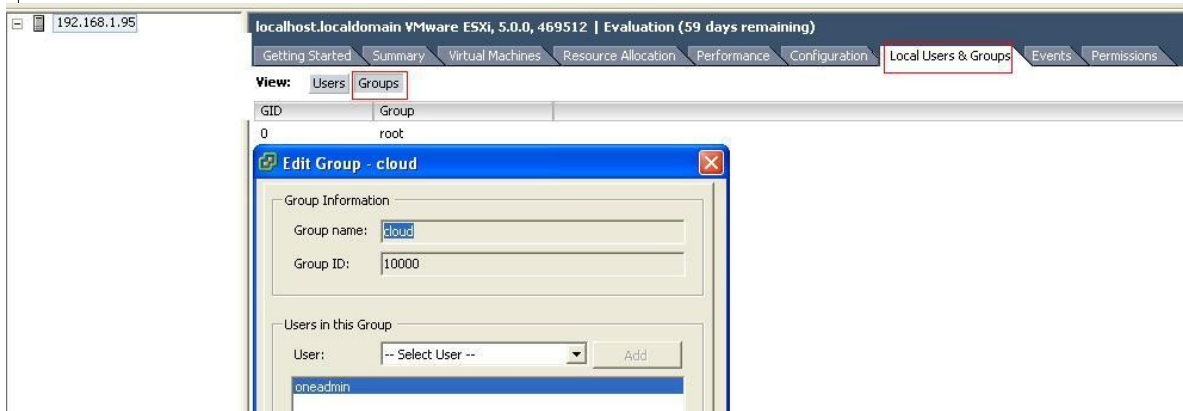 192.168.1.95
localhost.localdomain VMware ESXi, 5.0.0, 469512 | Evaluation (59 days remaining)
Getting Started Summary Virtual Machines Resource Allocation Performance Configuration Local Users & Groups Events Permissions
View: Users Groups
GID Group
0 root
Edit Group - cloud
Group Information
Group name: cloud
Group ID: 10000
Users in this Group
User: -- Select User -- Add
oneadmin